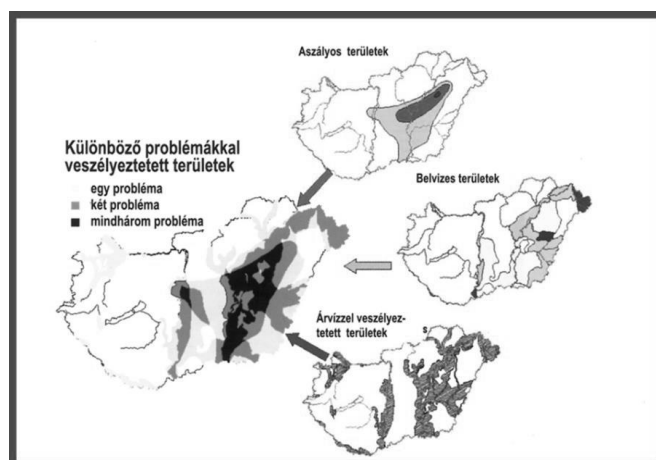 Aszályos területek
Különböző problémákkal
veszélyeztetett területek
egy probléma
két probléma
mindhárom probléma
Belvizes területek
Árvízzel veszélyez-
tetett területek
s